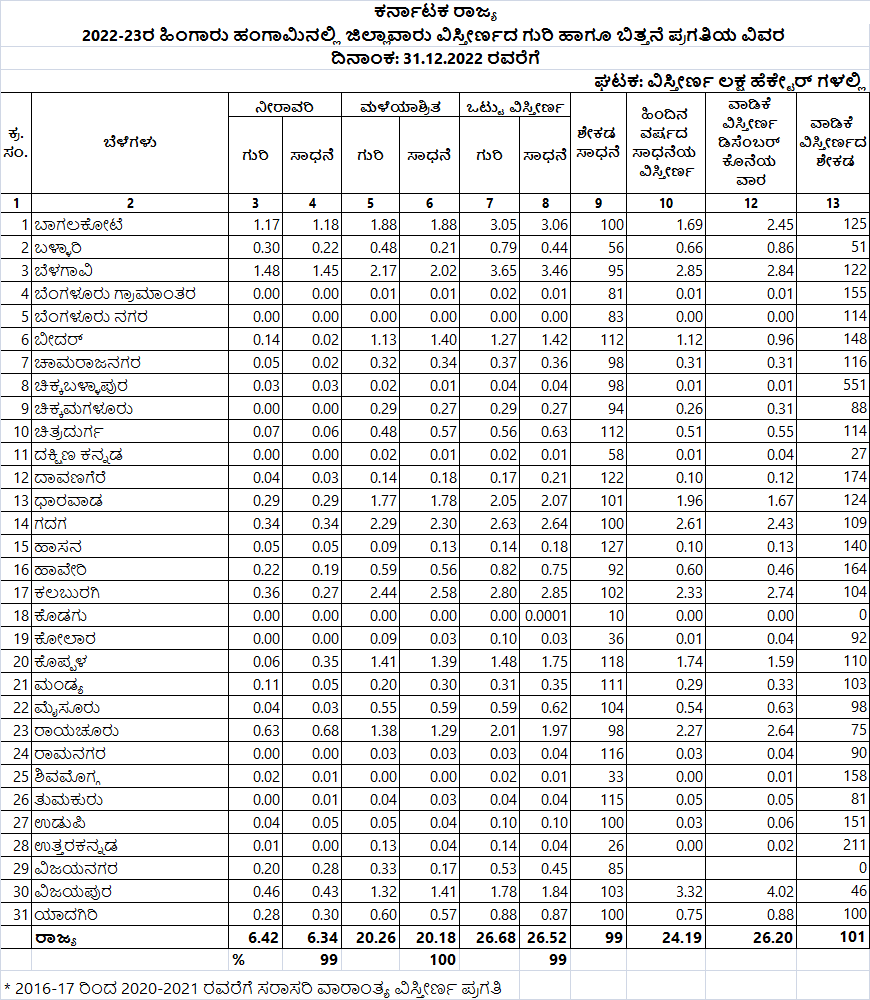 ಕರ್ನಾಟಕ ರಾಜ್ಯ
2022-23ರ ಹಿಂಗಾರು ಹಂಗಾಮಿನಲ್ಲಿ ಜಿಲ್ಲಾವಾರು ವಿಸ್ತೀರ್ಣದ ಗುರಿ ಹಾಗೂ ಬಿತ್ತನೆ ಪ್ರಗತಿಯ ವಿವರ
ದಿನಾಂಕ: 31.12.2022 ರವರೆಗೆ
ಘಟಕ: ವಿಸ್ತೀರ್ಣ ಲಕ್ಷ ಹೆಕ್ಟೇರ್ ಗಳಲ್ಲಿ
ಕ್ರ. ಸಂ. ಬೆಳೆಗಳು ನೀರಾವರಿ ಮಳೆಯಾಶ್ರಿತ ಒಟ್ಟು ವಿಸ್ತೀರ್ಣ ಶೇಕಡ ಸಾಧನೆ ಹಿಂದಿನ ವರ್ಷದ ಸಾಧನೆಯ ವಿಸ್ತೀರ್ಣ ವಾಡಿಕೆ ವಿಸ್ತೀರ್ಣ ಡಿಸೆಂಬರ್ ಕೊನೆಯ ವಾರ ವಾಡಿಕೆ ವಿಸ್ತೀರ್ಣದ ಶೇಕಡ
ಗುರಿ ಸಾಧನೆ ಗುರಿ ಸಾಧನೆ ಗುರಿ ಸಾಧನೆ
1 2 3 4 5 6 7 8 9 10 12 13
1 ಬಾಗಲಕೋಟೆ 1.17 1.18 1.88 1.88 3.05 3.06 100 1.69 2.45 125
2 ಬಳ್ಳಾರಿ 0.30 0.22 0.48 0.21 0.79 0.44 56 0.66 0.86 51
3 ಬೆಳಗಾವಿ 1.48 1.45 2.17 2.02 3.65 3.46 95 2.85 2.84 122
4 ಬೆಂಗಳೂರು ಗ್ರಾಮಾಂತರ 0.00 0.00 0.01 0.01 0.02 0.01 81 0.01 0.01 155
5 ಬೆಂಗಳೂರು ನಗರ 0.00 0.00 0.00 0.00 0.00 0.00 83 0.00 0.00 114
6 ಬೀದರ್ 0.14 0.02 1.13 1.40 1.27 1.42 112 1.12 0.96 148
7 ಚಾಮರಾಜನಗರ 0.05 0.02 0.32 0.34 0.37 0.36 98 0.31 0.31 116
8 ಚಿಕ್ಕಬಳ್ಳಾಪುರ 0.03 0.03 0.02 0.01 0.04 0.04 98 0.01 0.01 551
9 ಚಿಕ್ಕಮಗಳೂರು 0.00 0.00 0.29 0.27 0.29 0.27 94 0.26 0.31 88
10 ಚಿತ್ರದುರ್ಗ 0.07 0.06 0.48 0.57 0.56 0.63 112 0.51 0.55 114
11 ದಕ್ಷಿಣ ಕನ್ನಡ 0.00 0.00 0.02 0.01 0.02 0.01 58 0.01 0.04 27
12 ದಾವಣಗೆರೆ 0.04 0.03 0.14 0.18 0.17 0.21 122 0.10 0.12 174
13 ಧಾರವಾಡ 0.29 0.29 1.77 1.78 2.05 2.07 101 1.96 1.67 124
14 ಗದಗ 0.34 0.34 2.29 2.30 2.63 2.64 100 2.61 2.43 109
15 ಹಾಸನ 0.05 0.05 0.09 0.13 0.14 0.18 127 0.10 0.13 140
16 ಹಾವೇರಿ 0.22 0.19 0.59 0.56 0.82 0.75 92 0.60 0.46 164
17 ಕಲಬುರಗಿ 0.36 0.27 2.44 2.58 2.80 2.85 102 2.33 2.74 104
18 ಕೊಡಗು 0.00 0.00 0.00 0.00 0.00 0.0001 10 0.00 0.00 0
19 ಕೋಲಾರ 0.00 0.00 0.09 0.03 0.10 0.03 36 0.01 0.04 92
20 ಕೊಪ್ಪಳ 0.06 0.35 1.41 1.39 1.48 1.75 118 1.74 1.59 110
21 ಮಂಡ್ಯ 0.11 0.05 0.20 0.30 0.31 0.35 111 0.29 0.33 103
22 ಮೈಸೂರು 0.04 0.03 0.55 0.59 0.59 0.62 104 0.54 0.63 98
23 ರಾಯಚೂರು 0.63 0.68 1.38 1.29 2.01 1.97 98 2.27 2.64 75
24 ರಾಮನಗರ 0.00 0.00 0.03 0.03 0.03 0.04 116 0.03 0.04 90
25 ಶಿವಮೊಗ್ಗ 0.02 0.01 0.00 0.00 0.02 0.01 33 0.00 0.01 158
26 ತುಮಕುರು 0.00 0.01 0.04 0.03 0.04 0.04 115 0.05 0.05 81
27 ಉಡುಪಿ 0.04 0.05 0.05 0.04 0.10 0.10 100 0.03 0.06 151
28 ಉತ್ತರಕನ್ನಡ 0.01 0.00 0.13 0.04 0.14 0.04 26 0.00 0.02 211
29 ವಿಜಯನಗರ 0.20 0.28 0.33 0.17 0.53 0.45 85 0
30 ವಿಜಯಪುರ 0.46 0.43 1.32 1.41 1.78 1.84 103 3.32 4.02 46
31 ಯಾದಗಿರಿ 0.28 0.30 0.60 0.57 0.88 0.87 100 0.75 0.88 100
ರಾಜ್ಯ 6.42 6.34 20.26 20.18 26.68 26.52 99 24.19 26.20 101
% 99 100 99
* 2016-17 ರಿಂದ 2020-2021 ರವರೆಗೆ ಸರಾಸರಿ ವಾರಾಂತ್ಯ ವಿಸ್ತೀರ್ಣ ಪ್ರಗತಿ